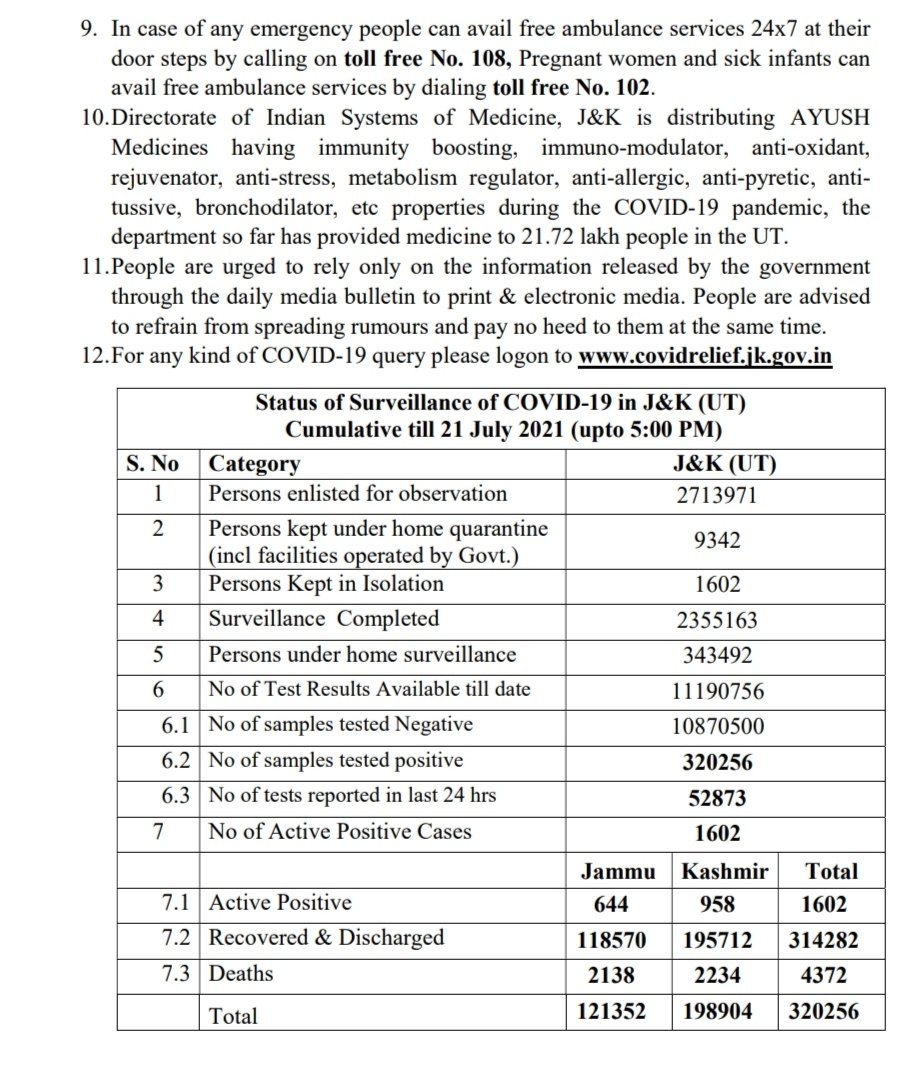 9. In case of any emergency people can avail free ambulance services 24x7 at their
door steps by calling on toll free No. 108, Pregnant women and sick infants can
avail free ambulance services by dialing toll free No. 102.
10.Directorate of Indian Systems of Medicine, J&K is distributing AYUSH
Medicines having immunity boosting, immuno-modulator, anti-oxidant,
rejuvenator, anti-stress, metabolism regulator, anti-allergic, anti-pyretic, anti-
tussive, bronchodilator, etc properties during the COVID-19 pandemic, the
department so far has provided medicine to 21.72 lakh people in the UT.
11.People are urged to rely only on the information released by the government
through the daily media bulletin to print & electronic media. People are advised
to refrain from spreading rumours and pay no heed to them at the same time.
12.For any kind of COVID-19 query please logon to www.covidrelief.jk.gov.in
Status of Surveillance of COVID-19 in J&K (UT)
Cumulative till 21 July 2021 (upto 5:00 PM)
S. No Category J&K (UT)
1 Persons enlisted for observation 2713971
2 Persons kept under home quarantine
(incl facilities operated by Govt.) 9342
3 Persons Kept in Isolation 1602
4 Surveillance Completed 2355163
5 Persons under home surveillance 343492
6 No of Test Results Available till date 11190756
6.1 No of samples tested Negative 10870500
6.2 No of samples tested positive 320256
6.3 No of tests reported in last 24 hrs 52873
7 No of Active Positive Cases 1602
Jammu Kashmir Total
7.1 Active Positive 644 958 1602
7.2 Recovered & Discharged 118570 195712 314282
7.3 Deaths 2138 2234 4372
Total 121352 198904 320256